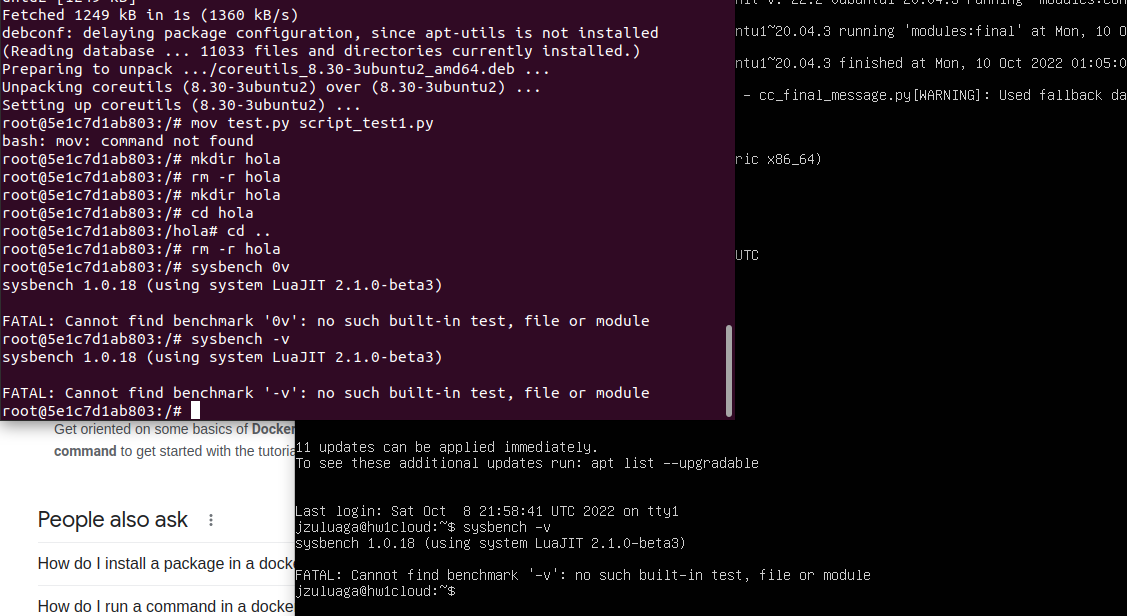 Fetched 1249 kB in 1s (1360 kB/s)
debconf: delaying package configuration, since apt-utils is not installed
(Reading database ... 11033 files and directories currently installed.)
Preparing to unpack .../coreutils_8.30-3ubuntu2_amd64.deb ...
Unpacking coreutils (8.30-3ubuntu2) over (8.30-3ubuntu2) ...
Setting up coreutils (8.30-3ubuntu2) ...
root@5e1c7d1ab803:/# mov test.py script_test1.py
bash: mov: command not found
root@5e1c7d1ab803:/# mkdir hola
root@5e1c7d1ab803:/# rm -r hola
root@5e1c7d1ab803:/# mkdir hola
root@5e1c7d1ab803:/# cd hola
root@5e1c7d1ab803:/hola# cd ..
root@5e1c7d1ab803:/# rm -r hola
root@5e1c7d1ab803:/# sysbench 0v
sysbench 1.0.18 (using system LuaJIT 2.1.0-beta3)
FATAL: Cannot find benchmark '0v': no such built-in test, file or module
root@5e1c7d1ab803:/# sysbench -v
sysbench 1.0.18 (using system LuaJIT 2.1.0-beta3)
FATAL: Cannot find benchmark '-v': no such built-in test, file or module
root@5e1c7d1ab803:/#
ntu1~20.04.3 running 'modules:final' at Mon, 10 O
ntu1~20.04.3 finished at Mon, 10 Oct 2022 01:05:0
- cc_final_message.py[WARNING]: Used fallback da
ric x86_64)
UTC
11 updates can be applied immediately.
To see these additional updates run: apt list --upgradable
Last login: Sat Oct  8 21:58:41 UTC 2022 on tty1
jzuluaga@hw1cloud:~$ sysbench -v
sysbench 1.0.18 (using system LuaJIT 2.1.0-beta3)
FATAL: Cannot find benchmark '-v': no such built-in test, file or module
jzuluaga@hw1cloud:~$
Get oriented on some basics of Docker
command to get started with the tutoria
People also ask
How do I install a package in a docke
How do I run a command in a docke